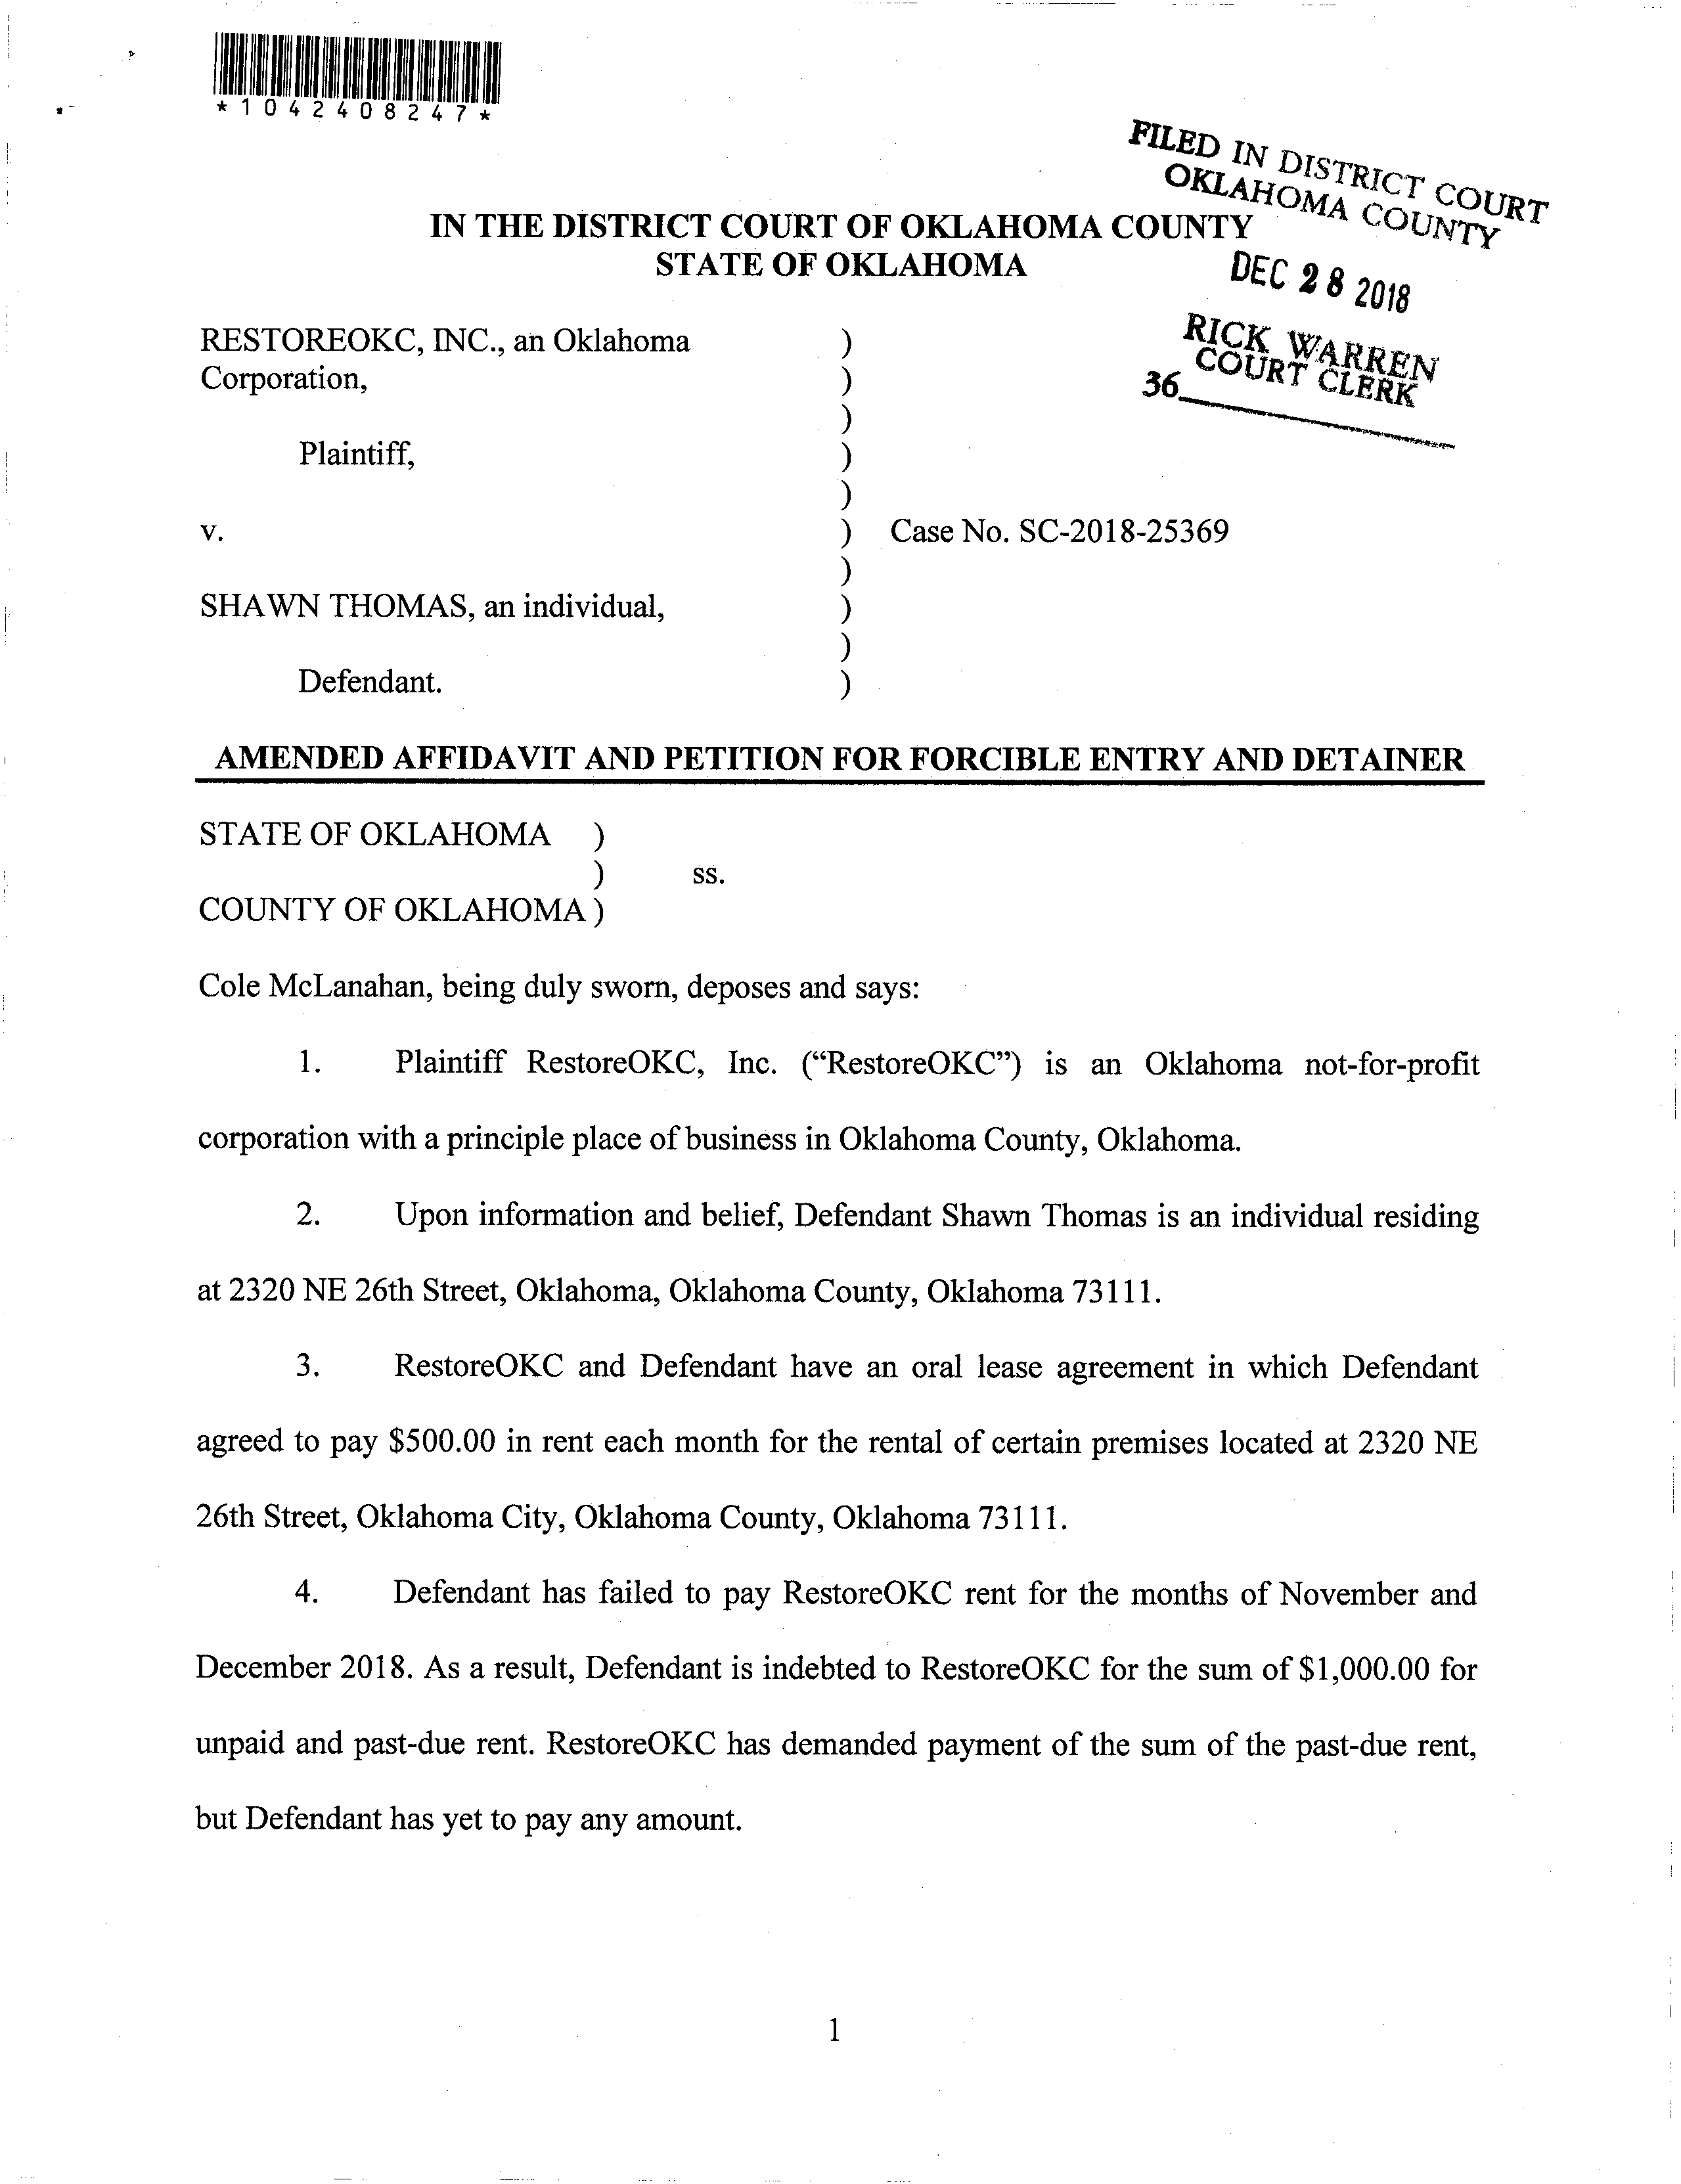 *1042408247*
FILED IN DISTRICT COURT
OKLAHOMA COUNTY
IN THE DISTRICT COURT OF OKLAHOMA COUNTY
STATE OF OKLAHOMA
DEC 28 2018
RICK WARREN
COURT CLERK
36
RESTOREOKC, INC., an Oklahoma )
Corporation, )
)
Plaintiff, )
)
v. ) Case No. SC-2018-25369
)
SHAWN THOMAS, an individual, )
)
Defendant. )
AMENDED AFFIDAVIT AND PETITION FOR FORCIBLE ENTRY AND DETAINER
STATE OF OKLAHOMA )
) ss.
COUNTY OF OKLAHOMA )
Cole McLanahan, being duly sworn, deposes and says:
1. Plaintiff RestoreOKC, Inc. (“RestoreOKC”) is an Oklahoma not-for-profit
corporation with a principle place of business in Oklahoma County, Oklahoma.
2. Upon information and belief, Defendant Shawn Thomas is an individual residing
at 2320 NE 26th Street, Oklahoma, Oklahoma County, Oklahoma 73111.
3. RestoreOKC and Defendant have an oral lease agreement in which Defendant
agreed to pay $500.00 in rent each month for the rental of certain premises located at 2320 NE
26th Street, Oklahoma City, Oklahoma County, Oklahoma 73111.
4. Defendant has failed to pay RestoreOKC rent for the months of November and
December 2018. As a result, Defendant is indebted to RestoreOKC for the sum of $1,000.00 for
unpaid and past-due rent. RestoreOKC has demanded payment of the sum of the past-due rent,
but Defendant has yet to pay any amount.
1